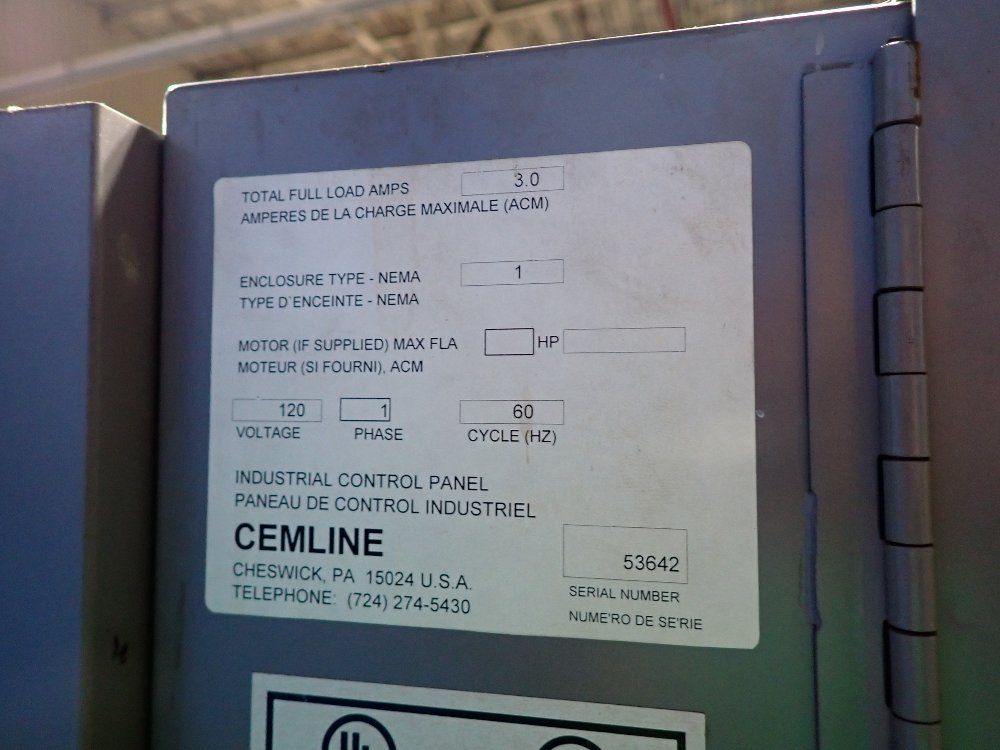 TOTAL FULL LOAD AMPS 3.0
AMPERES DE LA CHARGE MAXIMALE (ACM)
ENCLOSURE TYPE - NEMA 1
TYPE D'ENCEINTE - NEMA
MOTOR (IF SUPPLIED) MAX FLA HP
MOTEUR (SI FOURNI), ACM
120 1 60
VOLTAGE PHASE CYCLE (HZ)
INDUSTRIAL CONTROL PANEL
PANEAU DE CONTROL INDUSTRIEL
CEMLINE
CHESWICK, PA 15024 U.S.A.
TELEPHONE: (724) 274-5430
53642
SERIAL NUMBER
NUME'RO DE SE'RIE
UL